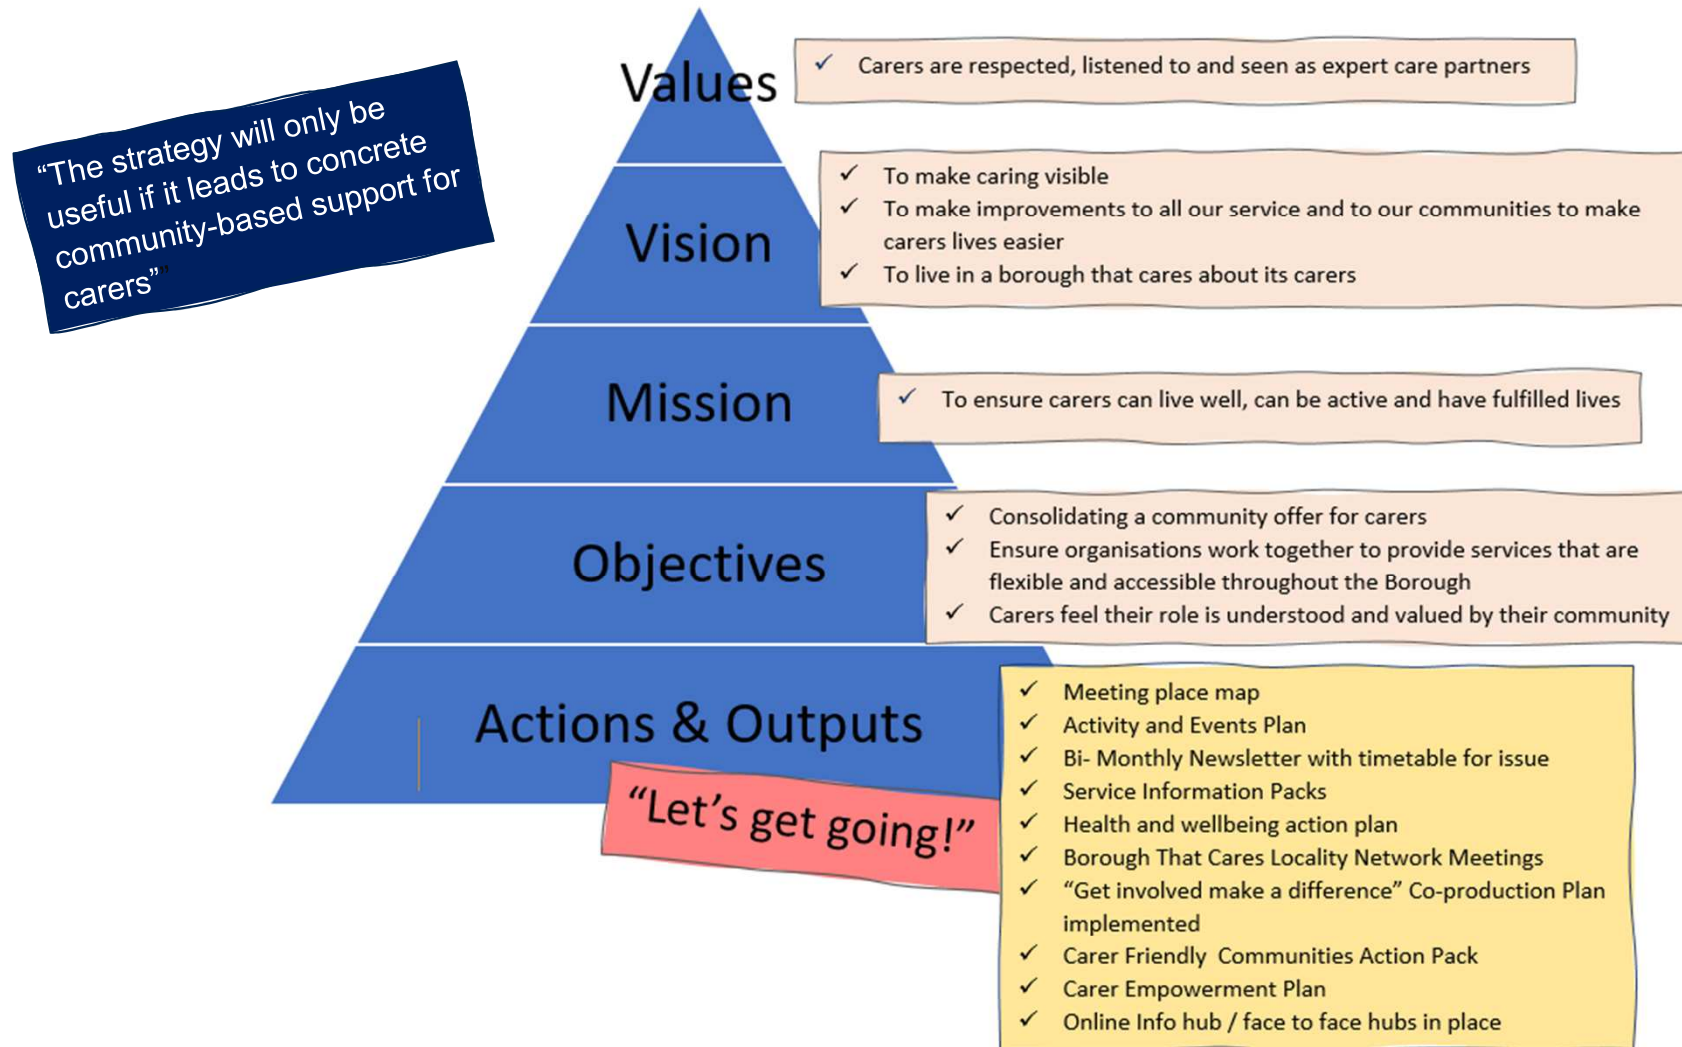 “The strategy will only be
useful if it leads to concrete
community-based support for
carers””
Values
Carers are respected, listened to and seen as expert care partners
Vision
To make caring visible
To make improvements to all our service and to our communities to make
carers lives easier
To live in a borough that cares about its carers
Mission
To ensure carers can live well, can be active and have fulfilled lives
Objectives
Consolidating a community offer for carers
Ensure organisations work together to provide services that are
flexible and accessible throughout the Borough
Carers feel their role is understood and valued by their community
Actions & Outputs
“Let’s get going!”
Meeting place map
Activity and Events Plan
Bi- Monthly Newsletter with timetable for issue
Service Information Packs
Health and wellbeing action plan
Borough That Cares Locality Network Meetings
“Get involved make a difference” Co-production Plan
implemented
Carer Friendly  Communities Action Pack
Carer Empowerment Plan
Online Info hub / face to face hubs in place